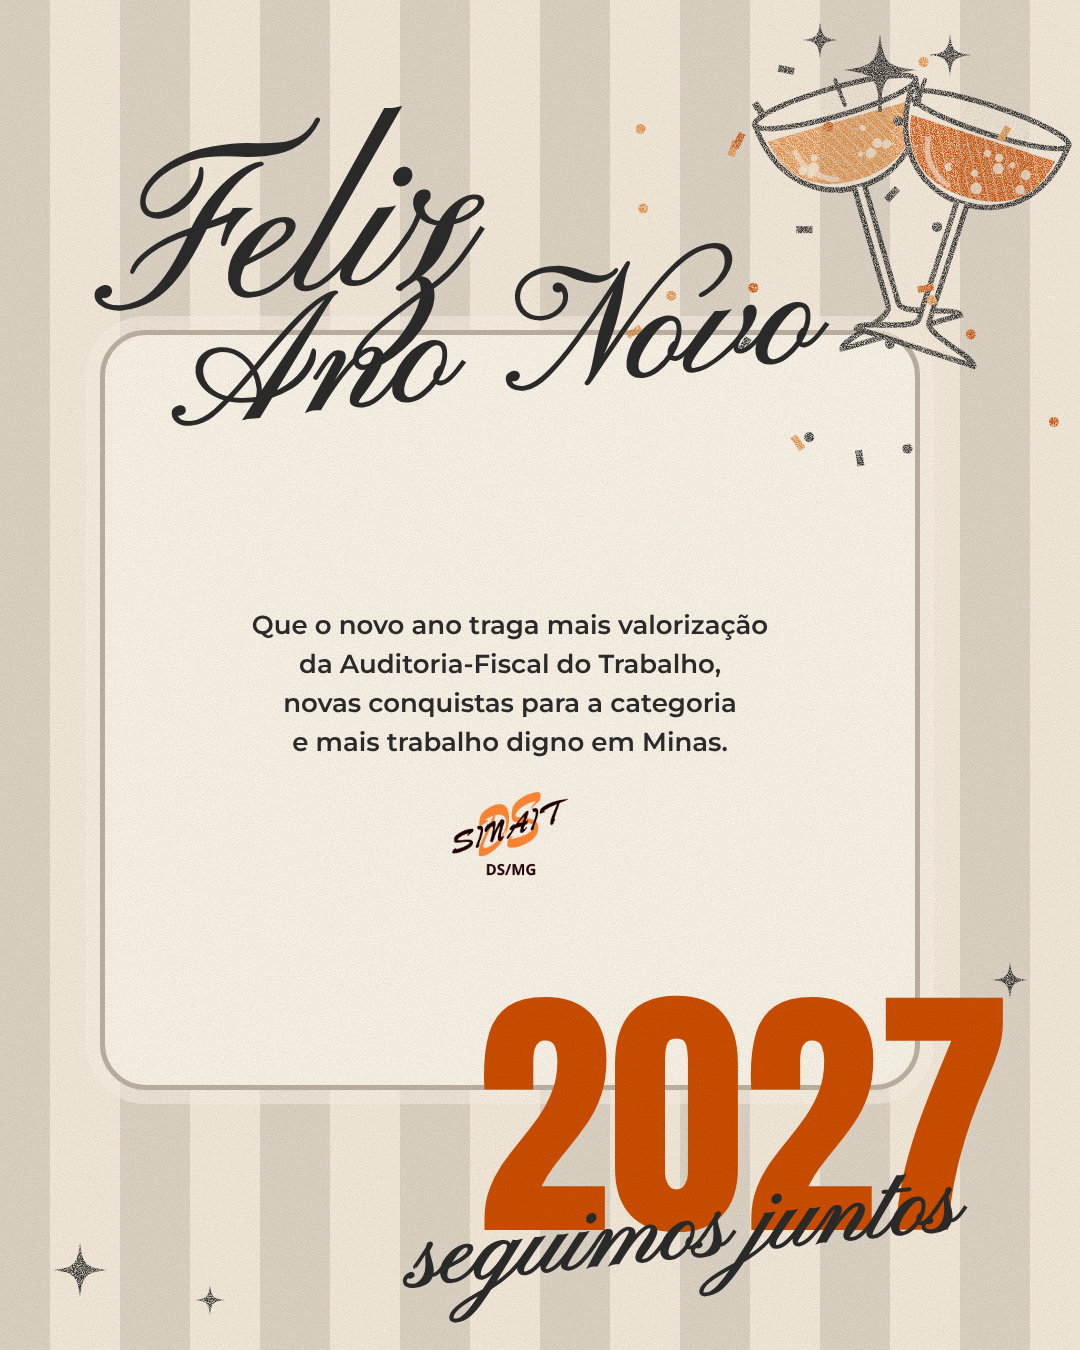 Feliz
Ano Novo
Que o novo ano traga mais valorização
da Auditoria-Fiscal do Trabalho,
novas conquistas para a categoria
e mais trabalho digno em Minas.
DS
SINAIT
DS/MG
2027
seguimos juntos